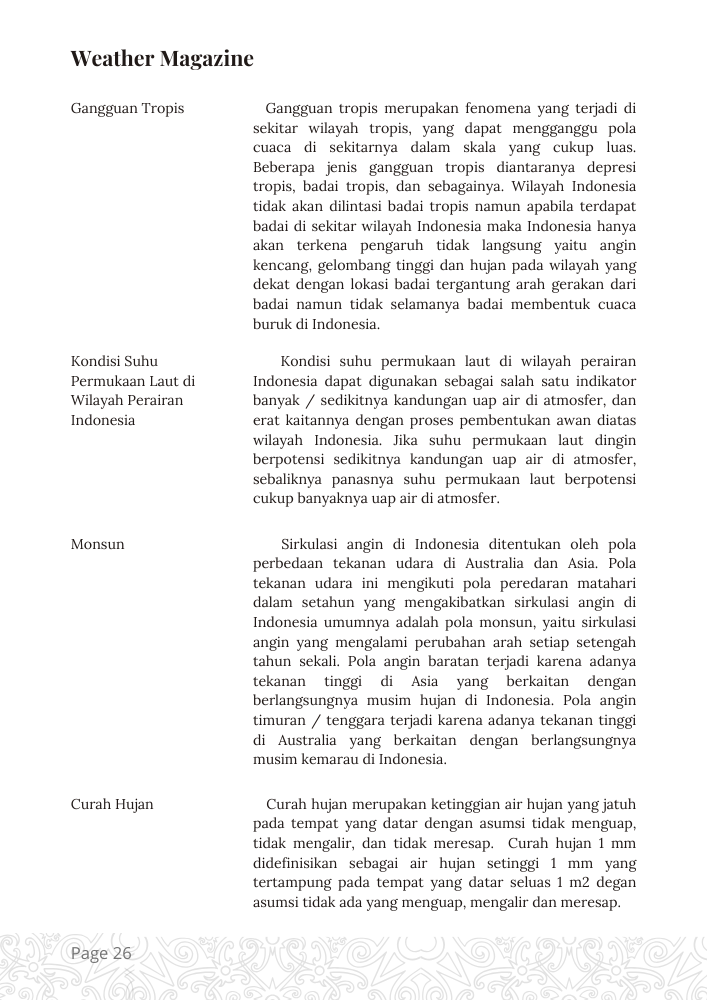 Weather Magazine
Gangguan Tropis
Gangguan tropis merupakan fenomena yang terjadi di
sekitar wilayah tropis, yang dapat mengganggu pola
cuaca di sekitarnya dalam skala yang cukup luas.
Beberapa jenis gangguan tropis diantaranya depresi
tropis, badai tropis, dan sebagainya. Wilayah Indonesia
tidak akan dilintasi badai tropis namun apabila terdapat
badai di sekitar wilayah Indonesia maka Indonesia hanya
akan terkena pengaruh tidak langsung yaitu angin
kencang, gelombang tinggi dan hujan pada wilayah yang
dekat dengan lokasi badai tergantung arah gerakan dari
badai namun tidak selamanya badai membentuk cuaca
buruk di Indonesia.
Kondisi Suhu
Permukaan Laut di
Wilayah Perairan
Indonesia
Kondisi suhu permukaan laut di wilayah perairan
Indonesia dapat digunakan sebagai salah satu indikator
banyak / sedikitnya kandungan uap air di atmosfer, dan
erat kaitannya dengan proses pembentukan awan diatas
wilayah Indonesia. Jika suhu permukaan laut dingin
berpotensi sedikitnya kandungan uap air di atmosfer,
sebaliknya panasnya suhu permukaan laut berpotensi
cukup banyaknya uap air di atmosfer.
Monsun
Sirkulasi angin di Indonesia ditentukan oleh pola
perbedaan tekanan udara di Australia dan Asia. Pola
tekanan udara ini mengikuti pola peredaran matahari
dalam setahun yang mengakibatkan sirkulasi angin di
Indonesia umumnya adalah pola monsun, yaitu sirkulasi
angin yang mengalami perubahan arah setiap setengah
tahun sekali. Pola angin baratan terjadi karena adanya
tekanan tinggi di Asia yang berkaitan dengan
berlangsungnya musim hujan di Indonesia. Pola angin
timuran / tenggara terjadi karena adanya tekanan tinggi
di Australia yang berkaitan dengan berlangsungnya
musim kemarau di Indonesia.
Curah Hujan
Curah hujan merupakan ketinggian air hujan yang jatuh
pada tempat yang datar dengan asumsi tidak menguap,
tidak mengalir, dan tidak meresap. Curah hujan 1 mm
didefinisikan sebagai air hujan setinggi 1 mm yang
tertampung pada tempat yang datar seluas 1 m2 degan
asumsi tidak ada yang menguap, mengalir dan meresap.
Page 26